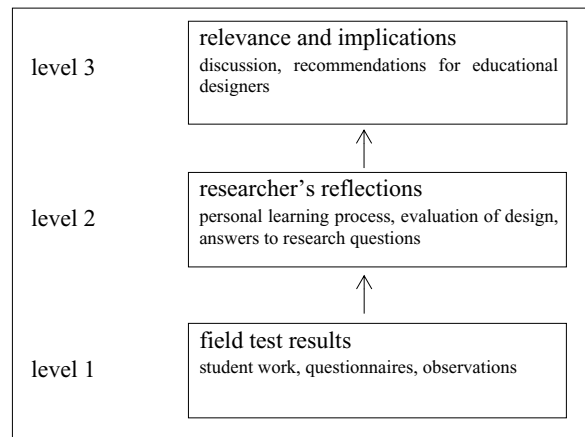 relevance and implications
level 3
discussion, recommendations for educational
designers
researcher's reflections
level 2
personal learning process, evaluation of design,
answers to research questions
field test results
level 1
student work, questionnaires, observations